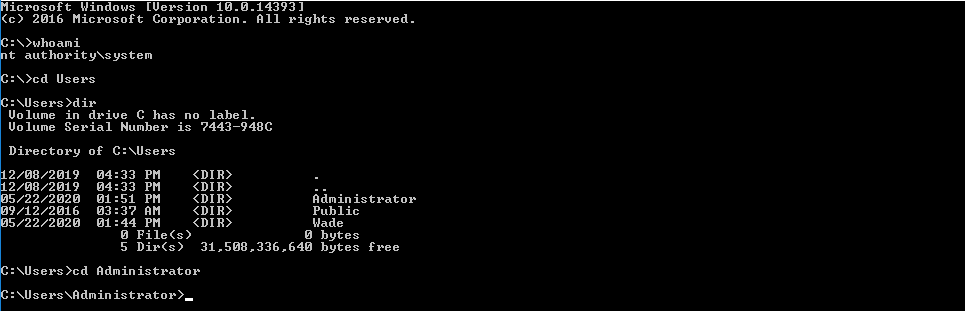 Microsoft Windows [Version 10.0.14393]
(c) 2016 Microsoft Corporation. All rights reserved.
C:\>whoami
nt authority\system
C:\>cd Users
C:\Users>dir
 Volume in drive C has no label.
 Volume Serial Number is 7443-948C
 Directory of C:\Users
12/08/2019  04:33 PM    <DIR>          .
12/08/2019  04:33 PM    <DIR>          ..
05/22/2020  01:51 PM    <DIR>          Administrator
09/12/2016  03:37 AM    <DIR>          Public
05/22/2020  01:44 PM    <DIR>          Wade
               0 File(s)              0 bytes
               5 Dir(s)  31,508,336,640 bytes free
C:\Users>cd Administrator
C:\Users\Administrator>_